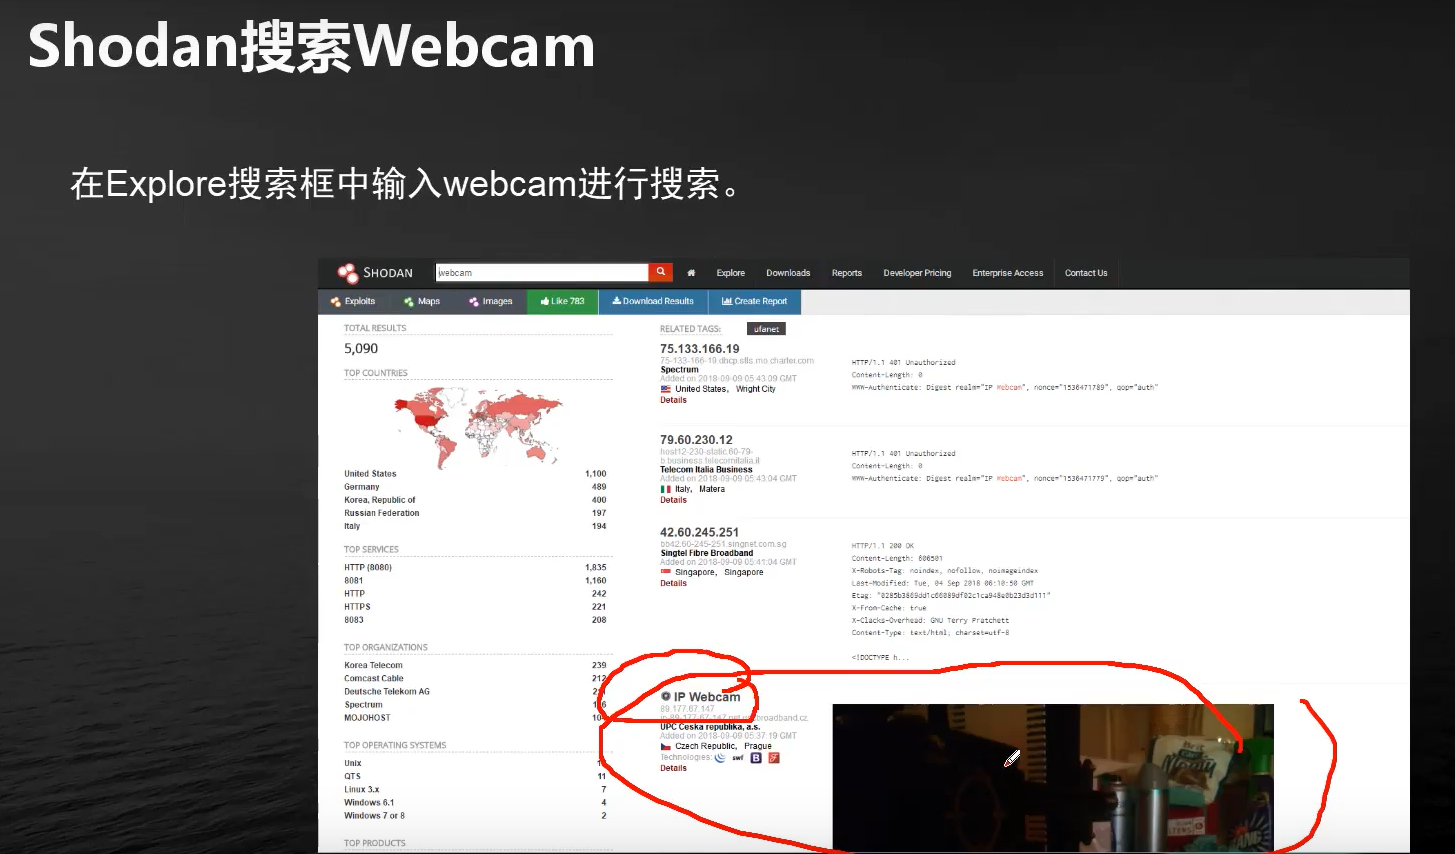 Shodan搜索Webcam
在Explore搜索框中输入webcam进行搜索。
SHODAN
webcam
Explore
Downloads
Reports
Developer Pricing
Enterprise Access
Contact Us
Exploits
Maps
Images
Like 783
Download Results
Create Report
TOTAL RESULTS
5,090
TOP COUNTRIES
United States 1,100
Germany 489
Korea, Republic of 400
Russian Federation 197
Italy 194
TOP SERVICES
HTTP (8080) 1,835
8081 1,160
HTTP 242
HTTPS 221
8083 208
TOP ORGANIZATIONS
Korea Telecom 239
Comcast Cable 212
Deutsche Telekom AG
Spectrum
MOJOHOST
TOP OPERATING SYSTEMS
Unix
QTS 11
Linux 3.x 7
Windows 6.1 4
Windows 7 or 8 2
TOP PRODUCTS
RELATED TAGS: ufanet
75.133.166.19
75-133-166-19.dhcp.stls.mo.charter.com
Spectrum
Added on 2018-09-09 05:43:09 GMT
United States, Wright City
Details
HTTP/1.1 401 Unauthorized
Content-Length: 0
WWW-Authenticate: Digest realm="IP Webcam", nonce="1536471789", qop="auth"
79.60.230.12
host12-230-static.60-79-
b.business.telecomitalia.it
Telecom Italia Business
Added on 2018-09-09 05:43:04 GMT
Italy, Matera
Details
HTTP/1.1 401 Unauthorized
Content-Length: 0
WWW-Authenticate: Digest realm="IP Webcam", nonce="1536471779", qop="auth"
42.60.245.251
bb42.60-245-251.singnet.com.sg
Singtel Fibre Broadband
Added on 2018-09-09 05:41:04 GMT
Singapore, Singapore
Details
HTTP/1.1 200 OK
Content-Length: 606501
X-Robots-Tag: noindex, nofollow, noimageindex
Last-Modified: Tue, 04 Sep 2018 06:10:50 GMT
Etag: "0285b3869dd1c66089df02c1ca948e0b23d3d111"
X-From-Cache: true
X-Clacks-Overhead: GNU Terry Pratchett
Content-Type: text/html; charset=utf-8
<!DOCTYPE h...
IP Webcam
89.177.67.147
UPC Ceska republika, a.s.
Added on 2018-09-09 05:37:19 GMT
Czech Republic, Prague
Technologies: swf
Details